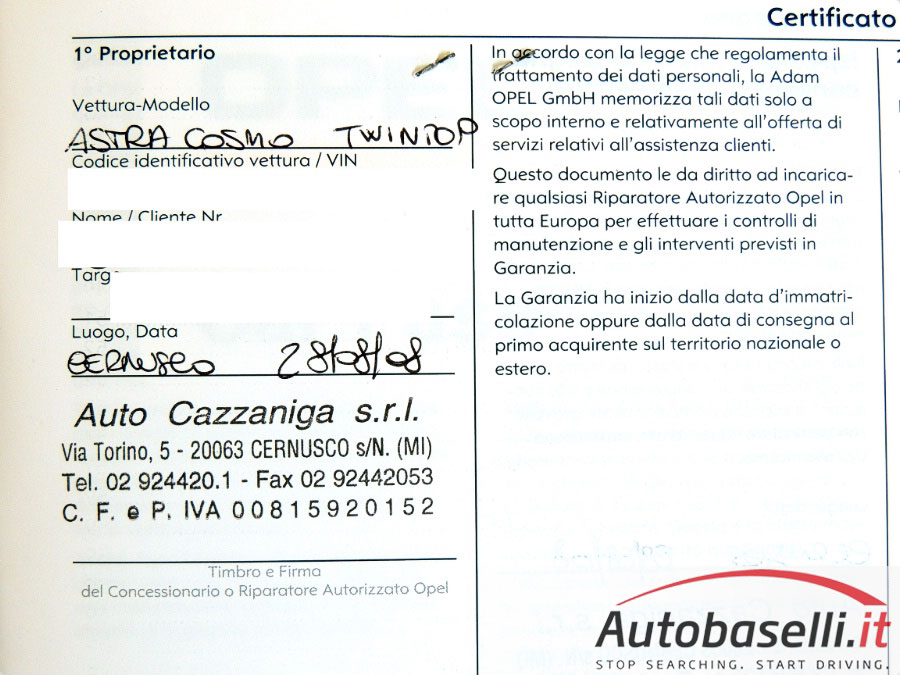 Certificato
1° Proprietario
Vettura-Modello
ASTRA COSMO TWINTOP
Codice identificativo vettura / VIN
Nome / Cliente Nr
Targ
Luogo, Data
CERNUSCO 28/08/08
Auto Cazzaniga s.r.l.
Via Torino, 5 - 20063 CERNUSCO s/N. (MI)
Tel. 02 924420.1 - Fax 02 92442053
C. F. e P. IVA 00815920152
Timbro e Firma
del Concessionario o Riparatore Autorizzato Opel
In accordo con la legge che regolamenta il
trattamento dei dati personali, la Adam
OPEL GmbH memorizza tali dati solo a
scopo interno e relativamente all'offerta di
servizi relativi all'assistenza clienti.
Questo documento le da diritto ad incarica-
re qualsiasi Riparatore Autorizzato Opel in
tutta Europa per effettuare i controlli di
manutenzione e gli interventi previsti in
Garanzia.
La Garanzia ha inizio dalla data d'immatri-
colazione oppure dalla data di consegna al
primo acquirente sul territorio nazionale o
estero.
Autobaselli.it
STOP SEARCHING. START DRIVING.